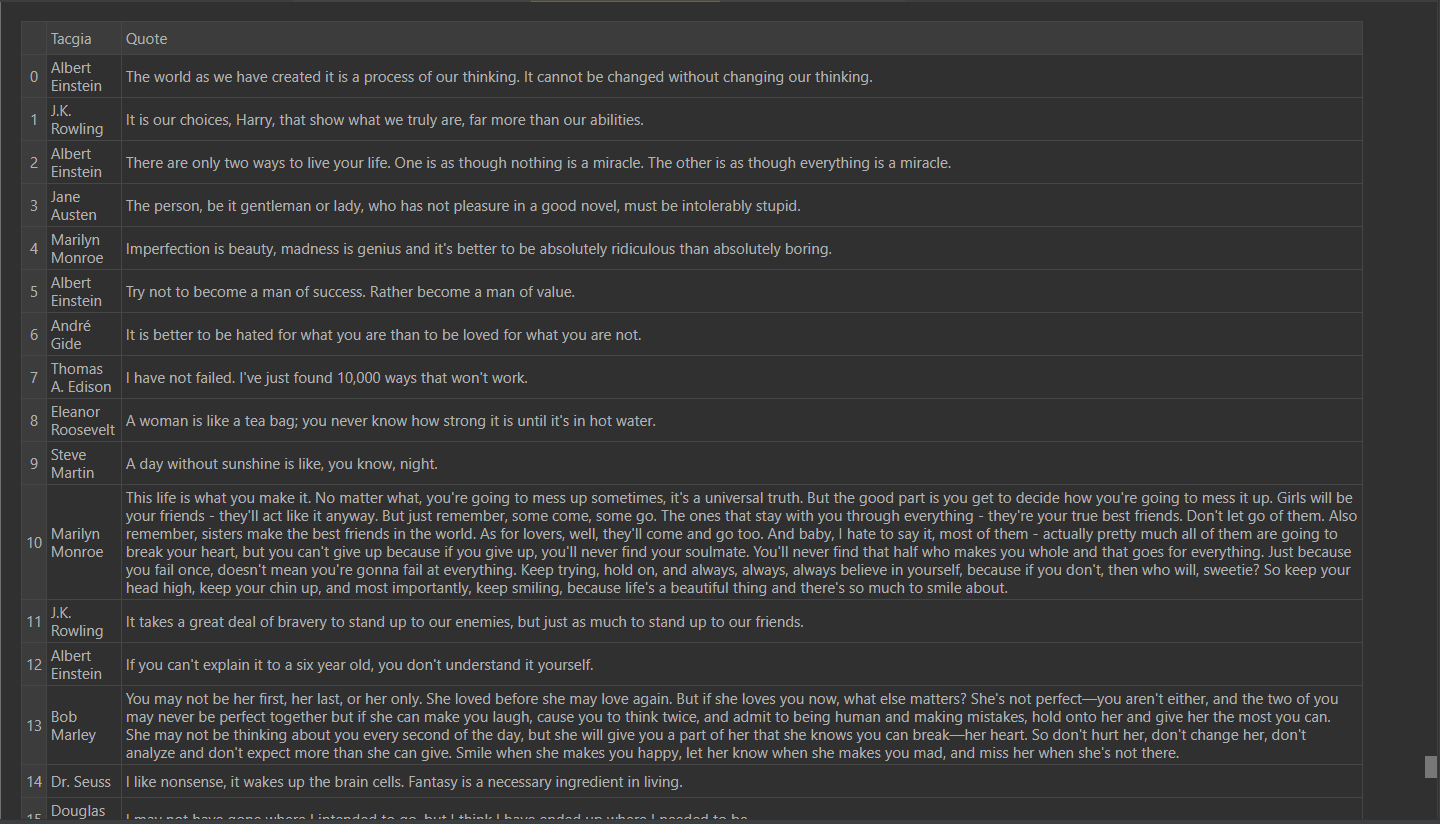 Tacgia Quote
0 Albert Einstein The world as we have created it is a process of our thinking. It cannot be changed without changing our thinking.
1 J.K. Rowling It is our choices, Harry, that show what we truly are, far more than our abilities.
2 Albert Einstein There are only two ways to live your life. One is as though nothing is a miracle. The other is as though everything is a miracle.
3 Jane Austen The person, be it gentleman or lady, who has not pleasure in a good novel, must be intolerably stupid.
4 Marilyn Monroe Imperfection is beauty, madness is genius and it's better to be absolutely ridiculous than absolutely boring.
5 Albert Einstein Try not to become a man of success. Rather become a man of value.
6 André Gide It is better to be hated for what you are than to be loved for what you are not.
7 Thomas A. Edison I have not failed. I've just found 10,000 ways that won't work.
8 Eleanor Roosevelt A woman is like a tea bag; you never know how strong it is until it's in hot water.
9 Steve Martin A day without sunshine is like, you know, night.
10 Marilyn Monroe This life is what you make it. No matter what, you're going to mess up sometimes, it's a universal truth. But the good part is you get to decide how you're going to mess it up. Girls will be
your friends - they'll act like it anyway. But just remember, some come, some go. The ones that stay with you through everything - they're your true best friends. Don't let go of them. Also
remember, sisters make the best friends in the world. As for lovers, well, they'll come and go too. And baby, I hate to say it, most of them - actually pretty much all of them are going to
break your heart, but you can't give up because if you give up, you'll never find your soulmate. You'll never find that half who makes you whole and that goes for everything. Just because
you fail once, doesn't mean you're gonna fail at everything. Keep trying, hold on, and always, always, always believe in yourself, because if you don't, then who will, sweetie? So keep your
head high, keep your chin up, and most importantly, keep smiling, because life's a beautiful thing and there's so much to smile about.
11 J.K. Rowling It takes a great deal of bravery to stand up to our enemies, but just as much to stand up to our friends.
12 Albert Einstein If you can't explain it to a six year old, you don't understand it yourself.
13 Bob Marley You may not be her first, her last, or her only. She loved before she may love again. But if she loves you now, what else matters? She's not perfect—you aren't either, and the two of you
may never be perfect together but if she can make you laugh, cause you to think twice, and admit to being human and making mistakes, hold onto her and give her the most you can.
She may not be thinking about you every second of the day, but she will give you a part of her that she knows you can break—her heart. So don't hurt her, don't change her, don't
analyze and don't expect more than she can give. Smile when she makes you happy, let her know when she makes you mad, and miss her when she's not there.
14 Dr. Seuss I like nonsense, it wakes up the brain cells. Fantasy is a necessary ingredient in living.
15 Douglas I may not have gone where I intended to go, but I think I have ended up where I needed to be.